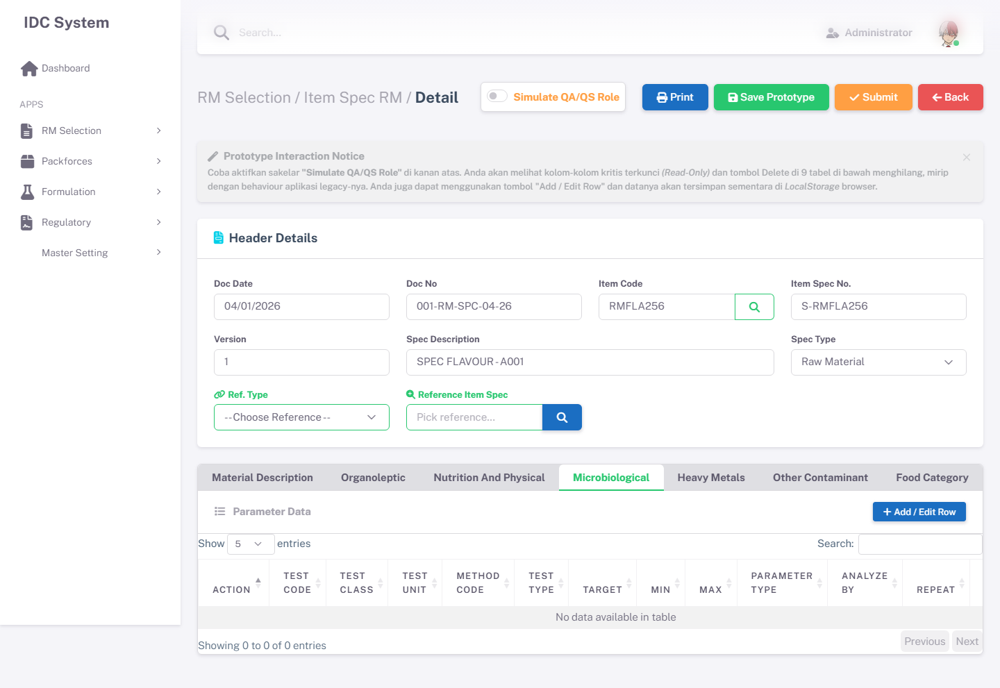 IDC System
Search...
Administrator
Dashboard
APPS
RM Selection
Packforces
Formulation
Regulatory
Master Setting
RM Selection / Item Spec RM / Detail
Simulate QA/QS Role
Print
Save Prototype
Submit
Back
Prototype Interaction Notice
Coba aktifkan sakelar "Simulate QA/QS Role" di kanan atas. Anda akan melihat kolom-kolom kritis terkunci (Read-Only) dan tombol Delete di 9 tabel di bawah menghilang, mirip
dengan behaviour aplikasi legacy-nya. Anda juga dapat menggunakan tombol "Add / Edit Row" dan datanya akan tersimpan sementara di LocalStorage browser.
Header Details
Doc Date
Doc No
Item Code
Item Spec No.
04/01/2026
001-RM-SPC-04-26
RMFLA256
S-RMFLA256
Version
Spec Description
Spec Type
1
SPEC FLAVOUR - A001
Raw Material
Ref. Type
Reference Item Spec
-- Choose Reference --
Pick reference...
Material Description
Organoleptic
Nutrition And Physical
Microbiological
Heavy Metals
Other Contaminant
Food Category
Parameter Data
Add / Edit Row
Show 5 entries
Search:
ACTION
TEST CODE
TEST CLASS
TEST UNIT
METHOD CODE
TEST TYPE
TARGET
MIN
MAX
PARAMETER TYPE
ANALYZE BY
REPEAT
No data available in table
Showing 0 to 0 of 0 entries
Previous
Next